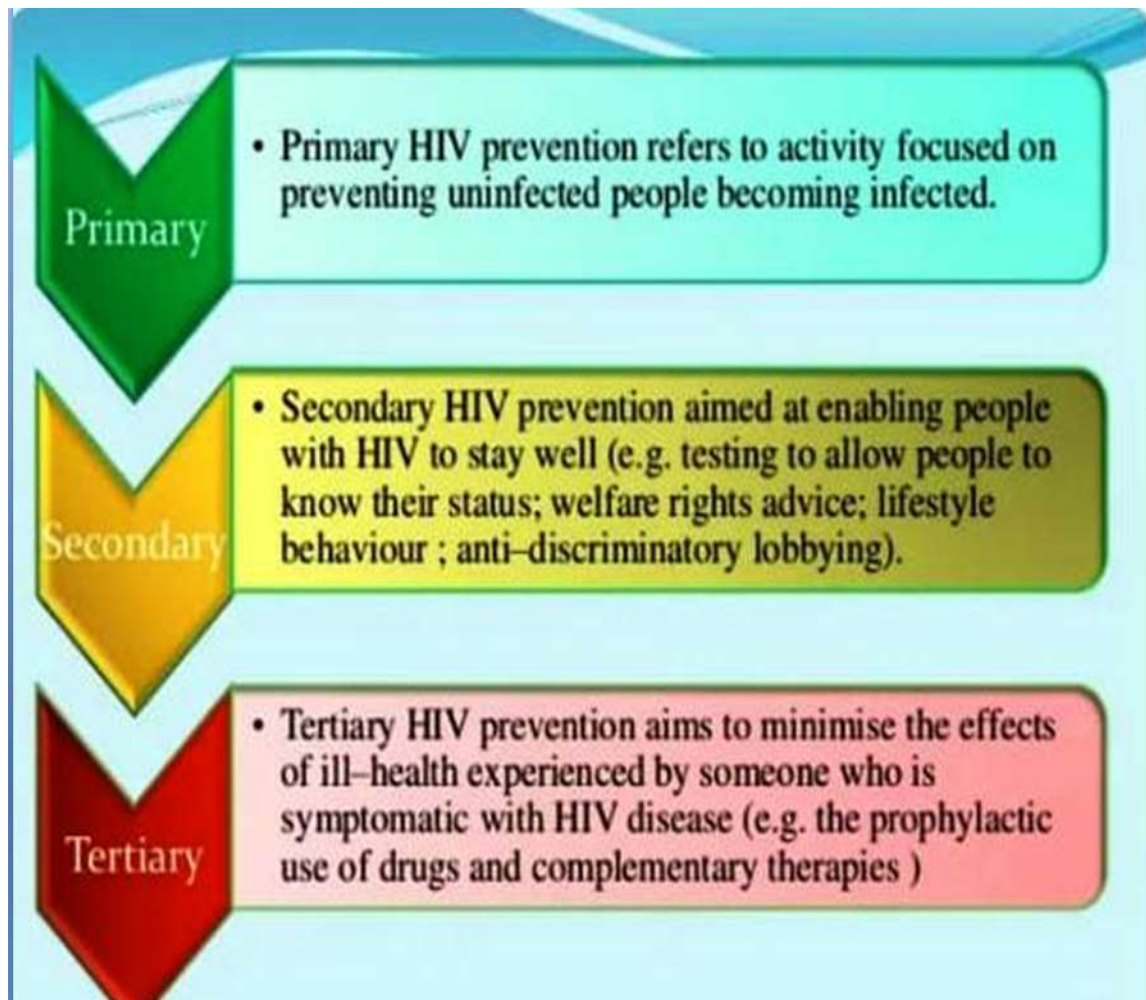 Primary
• Primary HIV prevention refers to activity focused on
preventing uninfected people becoming infected.
Secondary
• Secondary HIV prevention aimed at enabling people
with HIV to stay well (e.g. testing to allow people to
know their status; welfare rights advice; lifestyle
behaviour ; anti–discriminatory lobbying).
Tertiary
• Tertiary HIV prevention aims to minimise the effects
of ill–health experienced by someone who is
symptomatic with HIV disease (e.g. the prophylactic
use of drugs and complementary therapies )